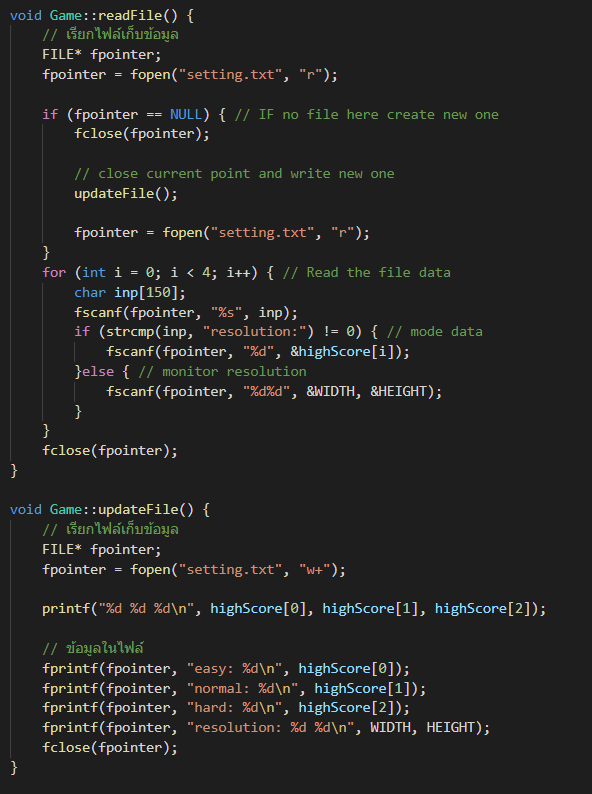 void Game::readFile() {
// เรียกไฟล์เก็บข้อมูล
FILE* fpointer;
fpointer = fopen("setting.txt", "r");
if (fpointer == NULL) { // IF no file here create new one
fclose(fpointer);
// close current point and write new one
updateFile();
fpointer = fopen("setting.txt", "r");
}
for (int i = 0; i < 4; i++) { // Read the file data
char inp[150];
fscanf(fpointer, "%s", inp);
if (strcmp(inp, "resolution:") != 0) { // mode data
fscanf(fpointer, "%d", &highScore[i]);
}else { // monitor resolution
fscanf(fpointer, "%d%d", &WIDTH, &HEIGHT);
}
}
fclose(fpointer);
}
void Game::updateFile() {
// เรียกไฟล์เก็บข้อมูล
FILE* fpointer;
fpointer = fopen("setting.txt", "w+");
printf("%d %d %d\n", highScore[0], highScore[1], highScore[2]);
// ข้อมูลในไฟล์
fprintf(fpointer, "easy: %d\n", highScore[0]);
fprintf(fpointer, "normal: %d\n", highScore[1]);
fprintf(fpointer, "hard: %d\n", highScore[2]);
fprintf(fpointer, "resolution: %d %d\n", WIDTH, HEIGHT);
fclose(fpointer);
}